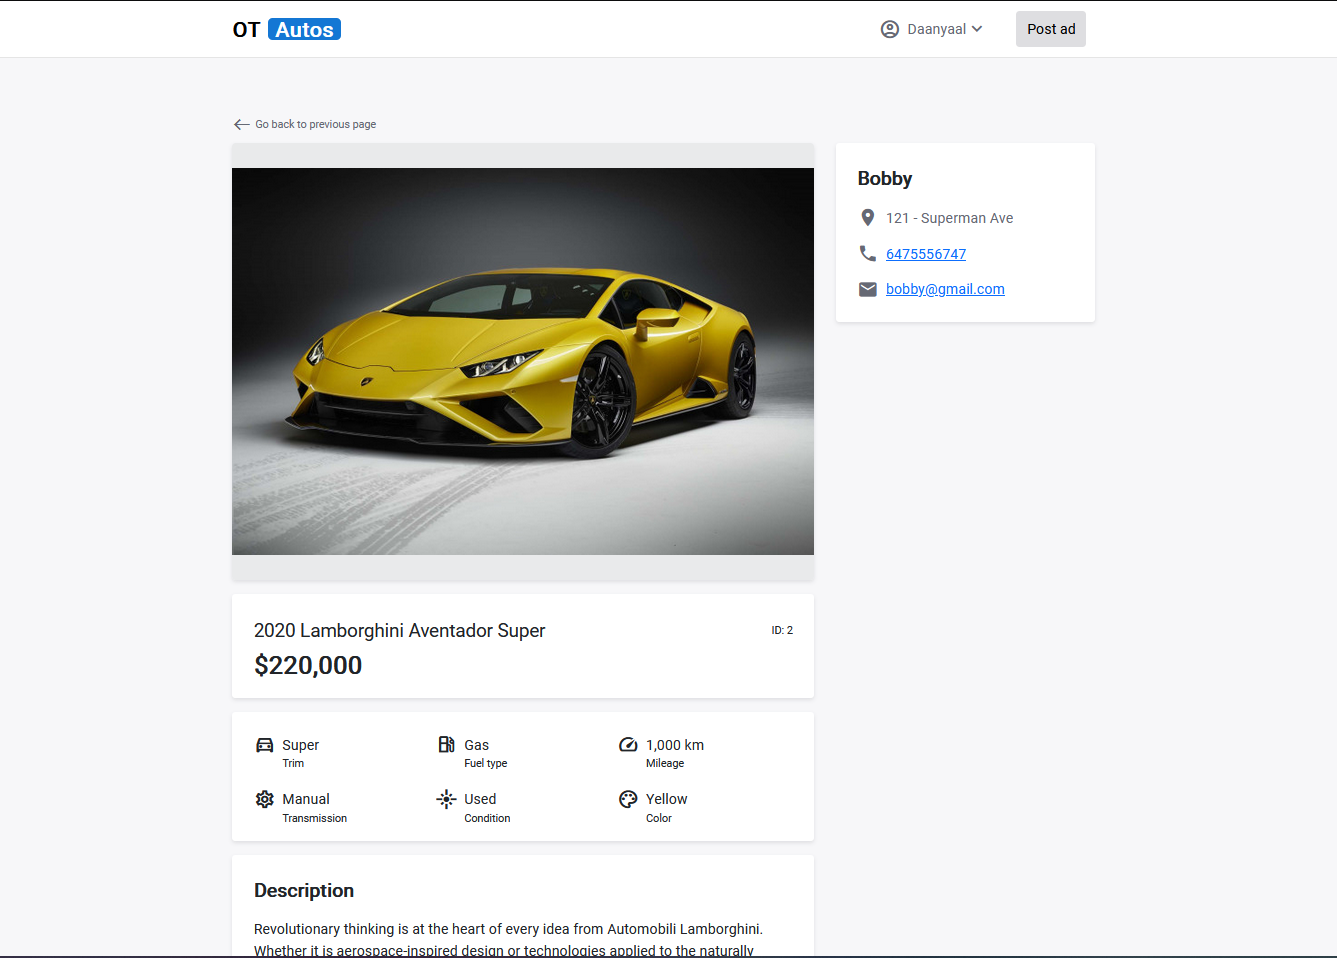 OT Autos
Daanyaal
Post ad
Go back to previous page
Bobby
121 - Superman Ave
6475556747
bobby@gmail.com
2020 Lamborghini Aventador Super
ID: 2
$220,000
Super
Trim
Gas
Fuel type
1,000 km
Mileage
Manual
Transmission
Used
Condition
Yellow
Color
Description
Revolutionary thinking is at the heart of every idea from Automobili Lamborghini.
Whether it is aerospace-inspired design or technologies applied to the naturally